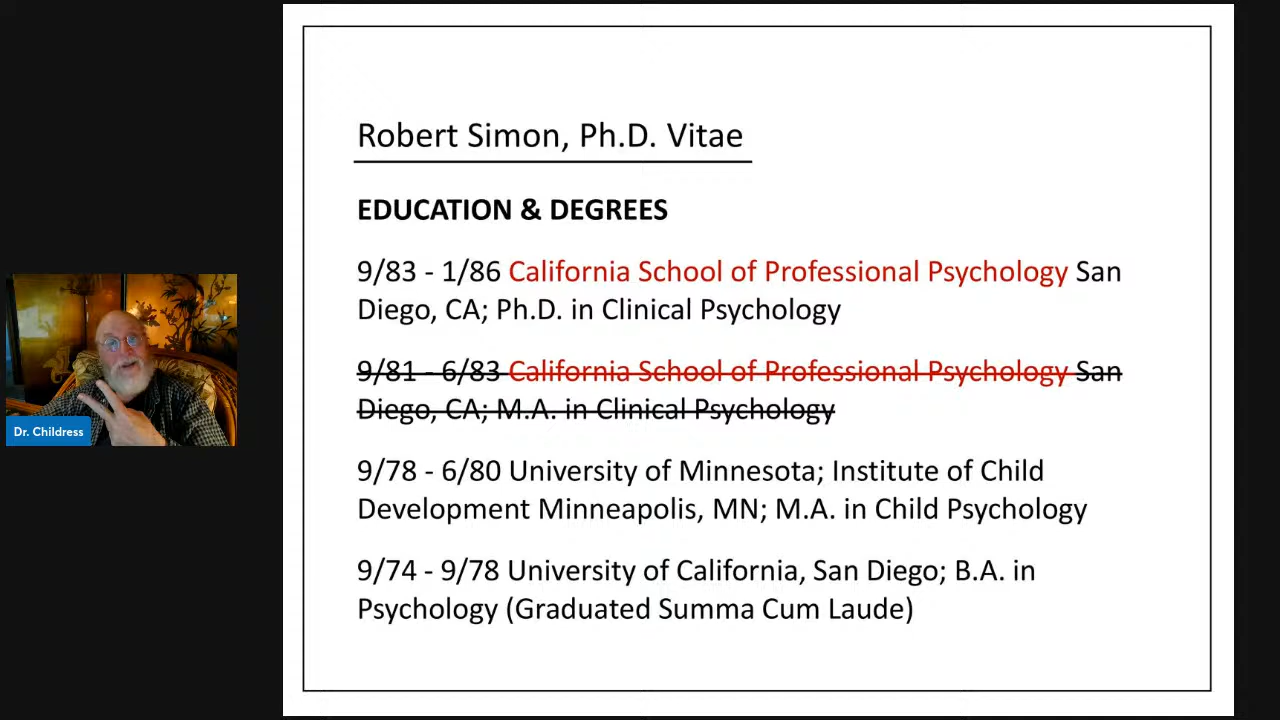 Robert Simon, Ph.D. Vitae
EDUCATION & DEGREES
9/83 - 1/86 California School of Professional Psychology San
Diego, CA; Ph.D. in Clinical Psychology
9/81 - 6/83 California School of Professional Psychology San
Diego, CA; M.A. in Clinical Psychology
9/78 - 6/80 University of Minnesota; Institute of Child
Development Minneapolis, MN; M.A. in Child Psychology
9/74 - 9/78 University of California, San Diego; B.A. in
Psychology (Graduated Summa Cum Laude)
Dr. Childress